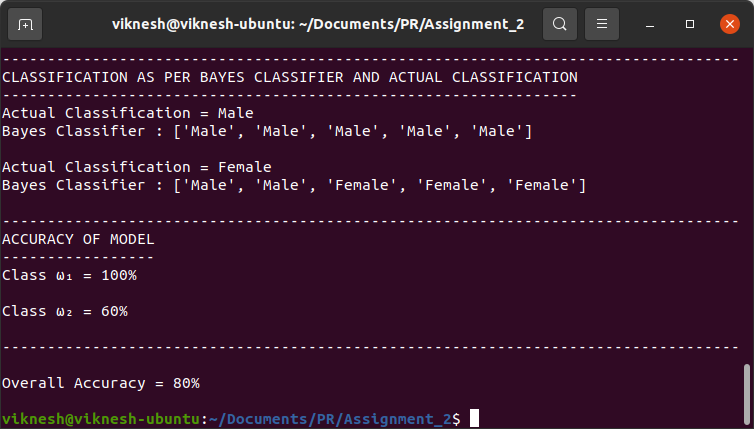 viknesh@viknesh-ubuntu: ~/Documents/PR/Assignment_2
----------------------------------------------------------------------------------
CLASSIFICATION AS PER BAYES CLASSIFIER AND ACTUAL CLASSIFICATION
----------------------------------------------------------------
Actual Classification = Male
Bayes Classifier : ['Male', 'Male', 'Male', 'Male', 'Male']
Actual Classification = Female
Bayes Classifier : ['Male', 'Male', 'Female', 'Female', 'Female']
----------------------------------------------------------------------------------
ACCURACY OF MODEL
-----------------
Class ω₁ = 100%
Class ω₂ = 60%
----------------------------------------------------------------------------------
Overall Accuracy = 80%
viknesh@viknesh-ubuntu:~/Documents/PR/Assignment_2$